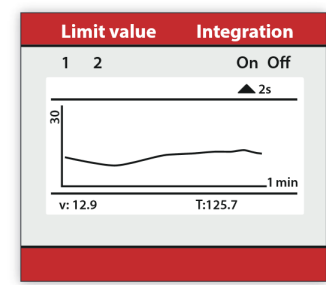 Limit value Integration
1 2 On Off
▲ 2s
30
1 min
v: 12.9 T:125.7